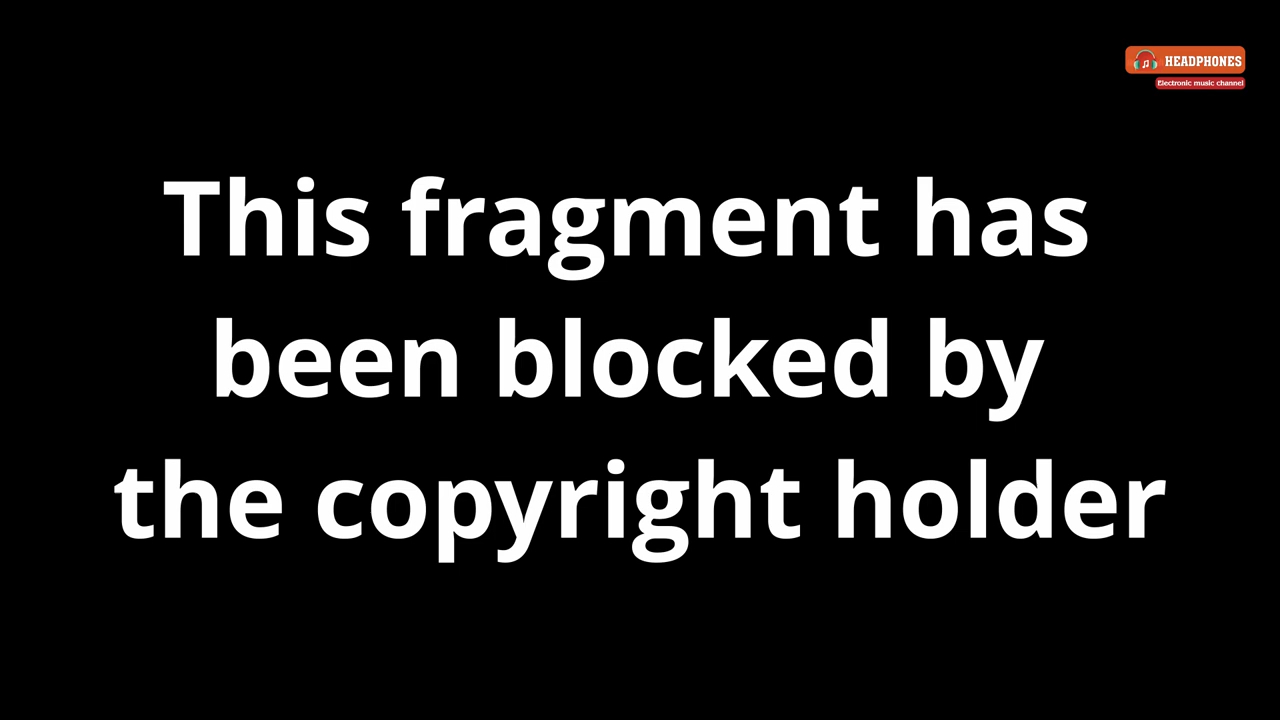 HEADPHONES
Electronic music channel
This fragment has
been blocked by
the copyright holder